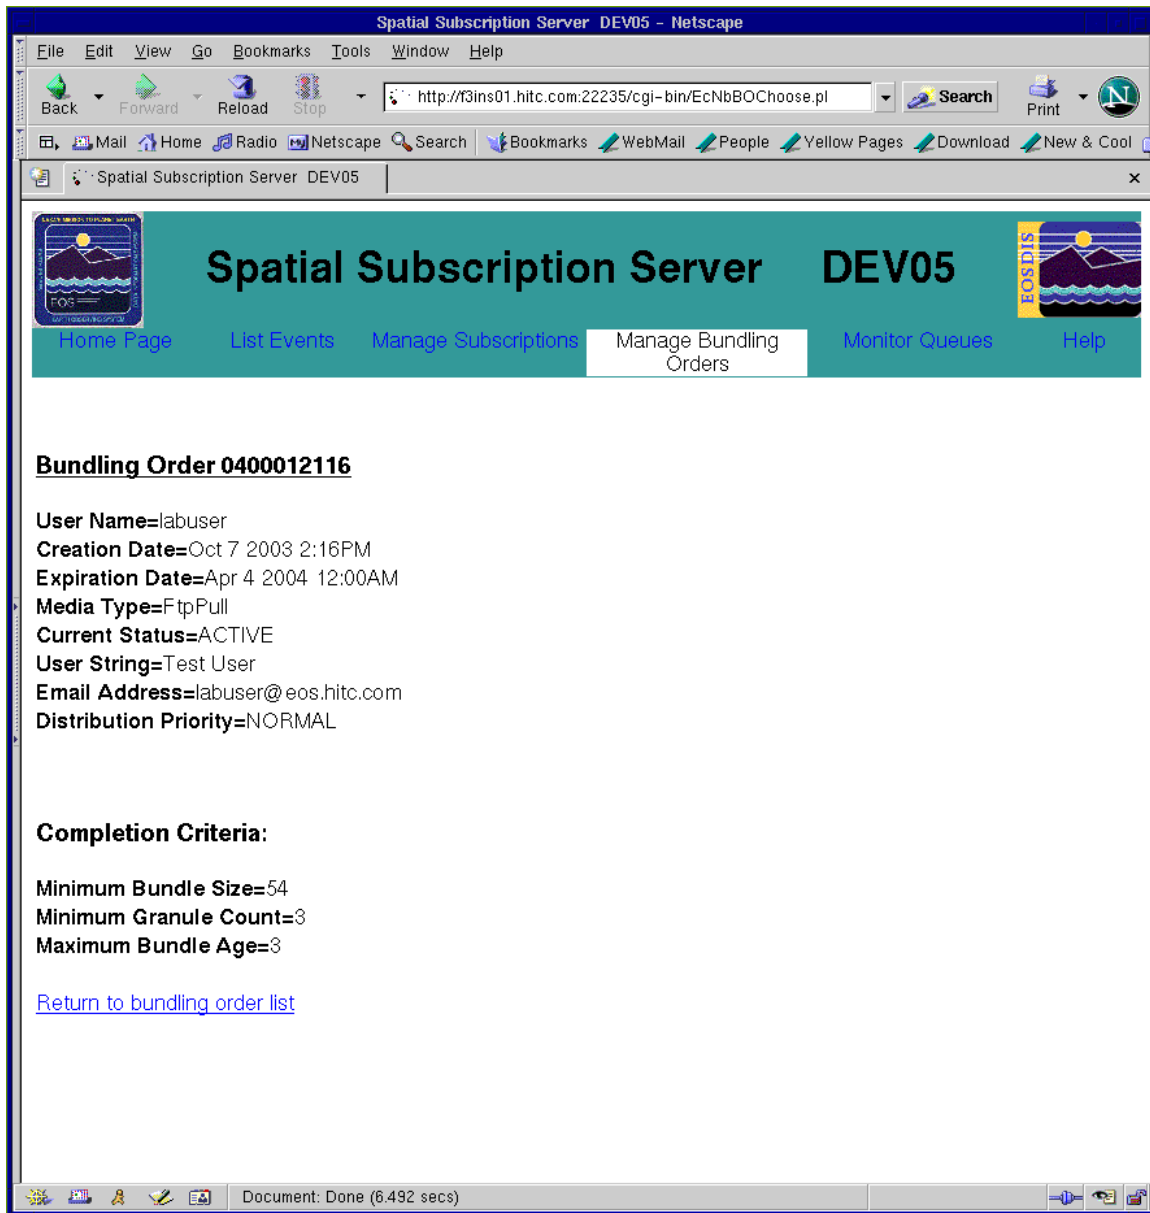 Spatial Subscription Server DEV05 - Netscape
File Edit View Go Bookmarks Tools Window Help
Back Forward Reload Stop http://f3ins01.hitc.com:22235/cgi-bin/EcNbBOChoose.pl Search Print N
Mail Home Radio Netscape Search Bookmarks WebMail People Yellow Pages Download New & Cool
Spatial Subscription Server DEV05
Spatial Subscription Server DEV05
EOS
EOSDIS
Home Page List Events Manage Subscriptions Manage Bundling Orders Monitor Queues Help
Bundling Order 0400012116
User Name=labuser
Creation Date=Oct 7 2003 2:16PM
Expiration Date=Apr 4 2004 12:00AM
Media Type=FtpPull
Current Status=ACTIVE
User String=Test User
Email Address=labuser@eos.hitc.com
Distribution Priority=NORMAL
Completion Criteria:
Minimum Bundle Size=54
Minimum Granule Count=3
Maximum Bundle Age=3
Return to bundling order list
Document: Done (6.492 secs)